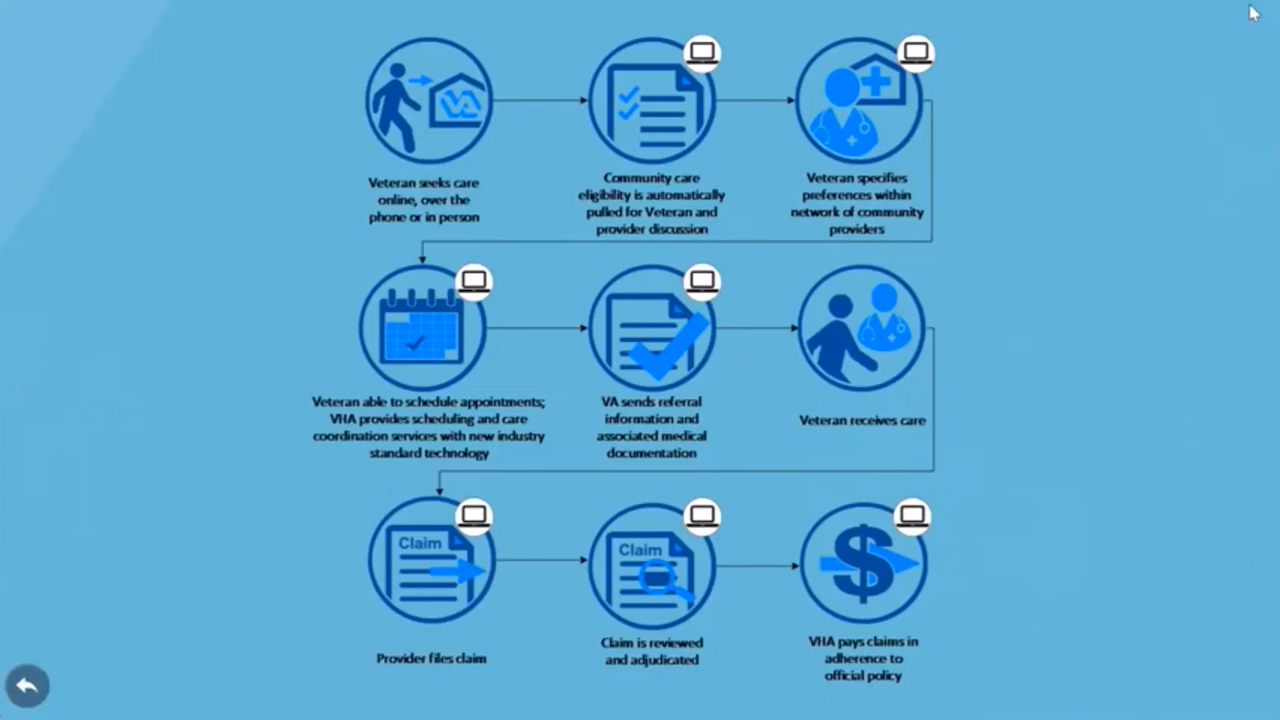 VA
Veteran seeks care
online, over the
phone or in person
Community care
eligibility is automatically
pulled for Veteran and
provider discussion
Veteran specifies
preferences within
network of community
providers
Veteran able to schedule appointments;
VHA provides scheduling and care
coordination services with new industry
standard technology
VA sends referral
information and
associated medical
documentation
Veteran receives care
Claim
Provider files claim
Claim
Claim is reviewed
and adjudicated
$
VHA pays claims in
adherence to
official policy